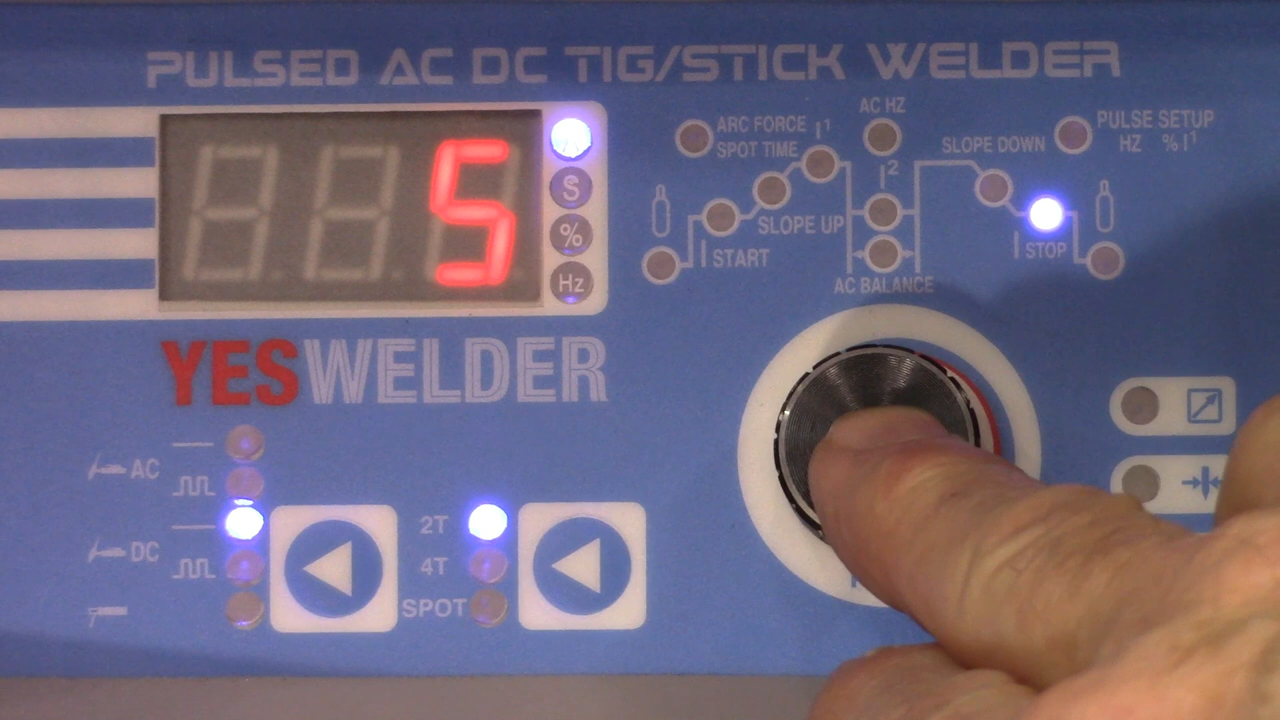 PULSED AC DC TIG/STICK WELDER
5
A
S
%
Hz
ARC FORCE
SPOT TIME
I1
AC HZ
I2
SLOPE DOWN
PULSE SETUP
HZ % I1
SLOPE UP
I START
I STOP
AC BALANCE
YESWELDER
AC
DC
2T
4T
SPOT